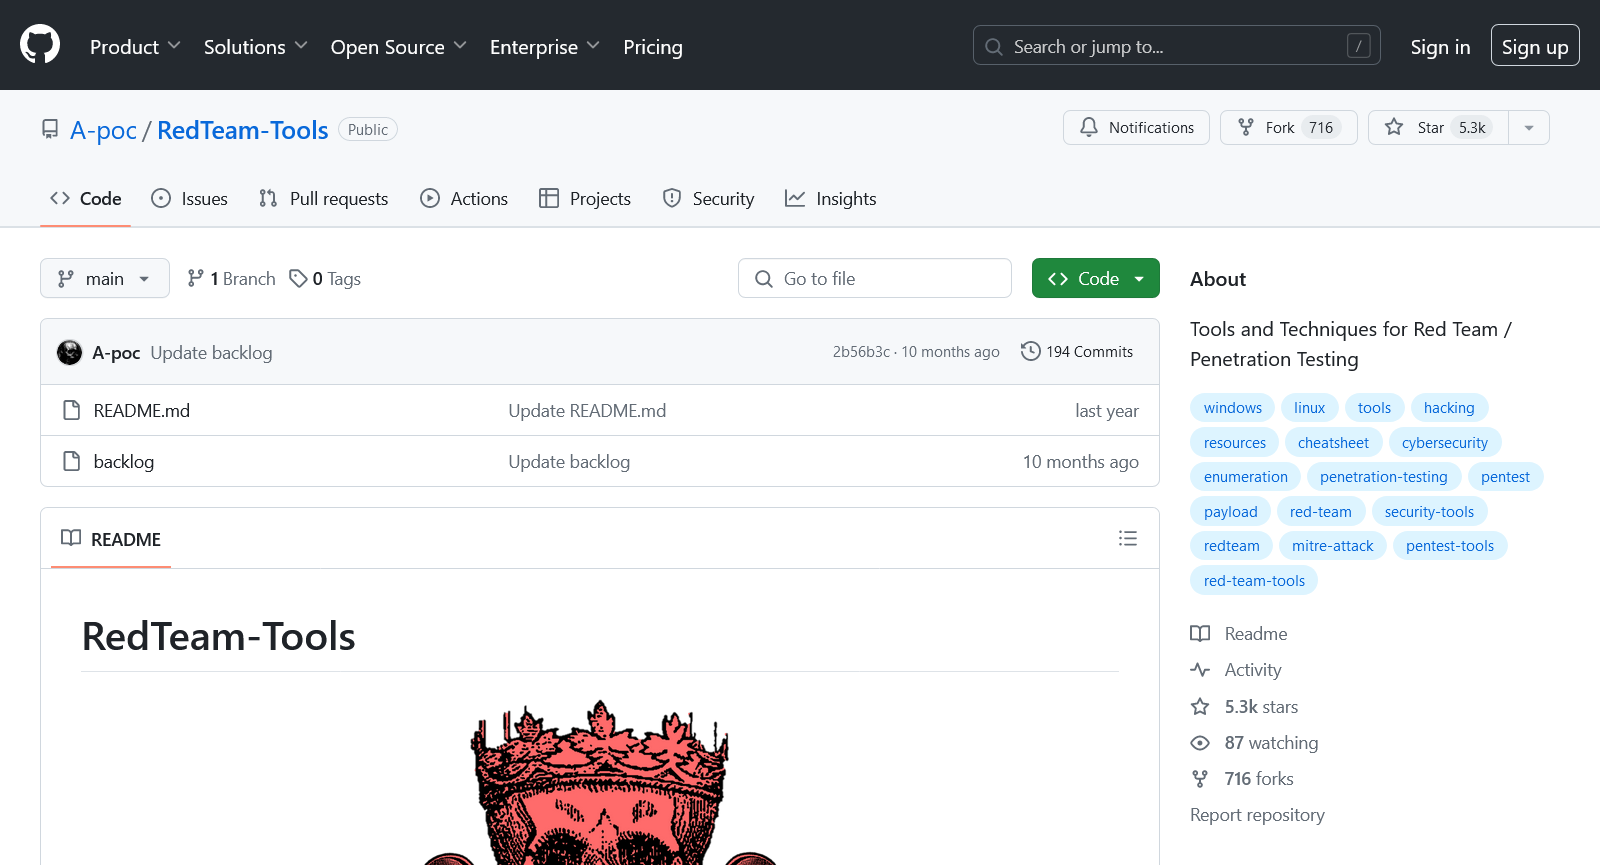 Product Solutions Open Source Enterprise Pricing Search or jump to... / Sign in Sign up
A-poc / RedTeam-Tools Public Notifications Fork 716 Star 5.3k
Code Issues Pull requests Actions Projects Security Insights
main 1 Branch 0 Tags Go to file Code
A-poc Update backlog 2b56b3c · 10 months ago 194 Commits
README.md Update README.md last year
backlog Update backlog 10 months ago
README
RedTeam-Tools
About
Tools and Techniques for Red Team /
Penetration Testing
windows linux tools hacking
resources cheatsheet cybersecurity
enumeration penetration-testing pentest
payload red-team security-tools
redteam mitre-attack pentest-tools
red-team-tools
Readme
Activity
5.3k stars
87 watching
716 forks
Report repository